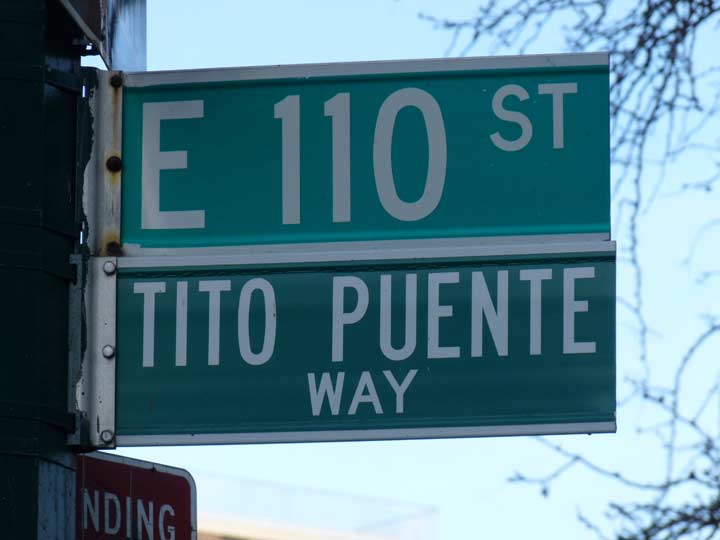 E 110 ST
TITO PUENTE
WAY
NDING